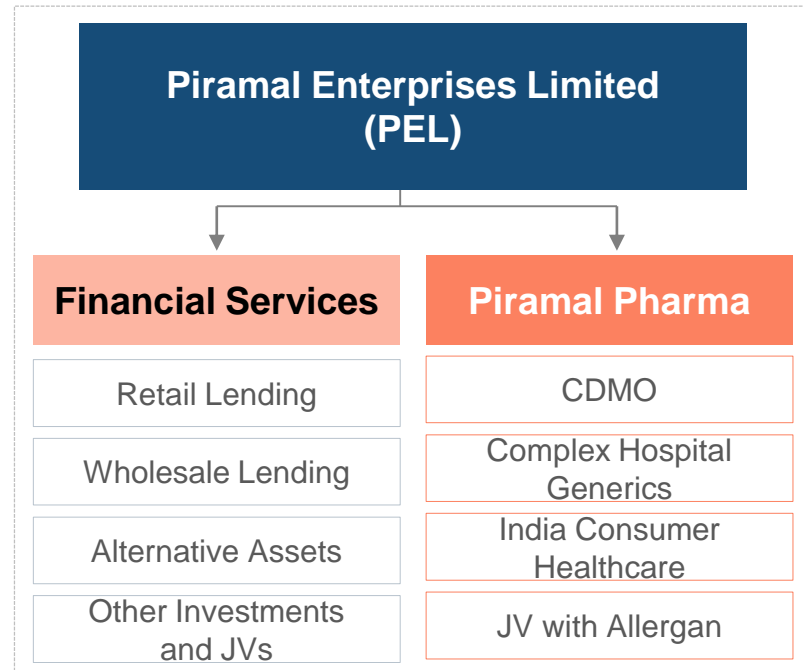 Piramal Enterprises Limited
(PEL)
Financial Services
Retail Lending
Wholesale Lending
Alternative Assets
Other Investments
and JVs
Piramal Pharma
CDMO
Complex Hospital
Generics
India Consumer
Healthcare
JV with Allergan